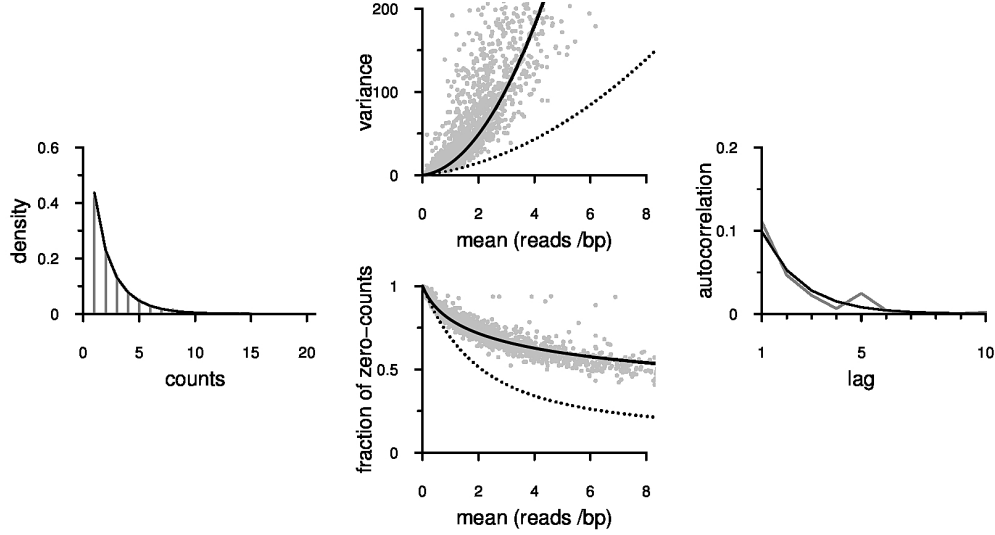 density
0.6
0.4
0.2
0
0 5 10 15 20
counts
variance
200
100
0
0 2 4 6 8
mean (reads /bp)
fraction of zero−counts
1
0.5
0
0 2 4 6 8
mean (reads /bp)
autocorrelation
0.2
0.1
0
1 5 10
lag